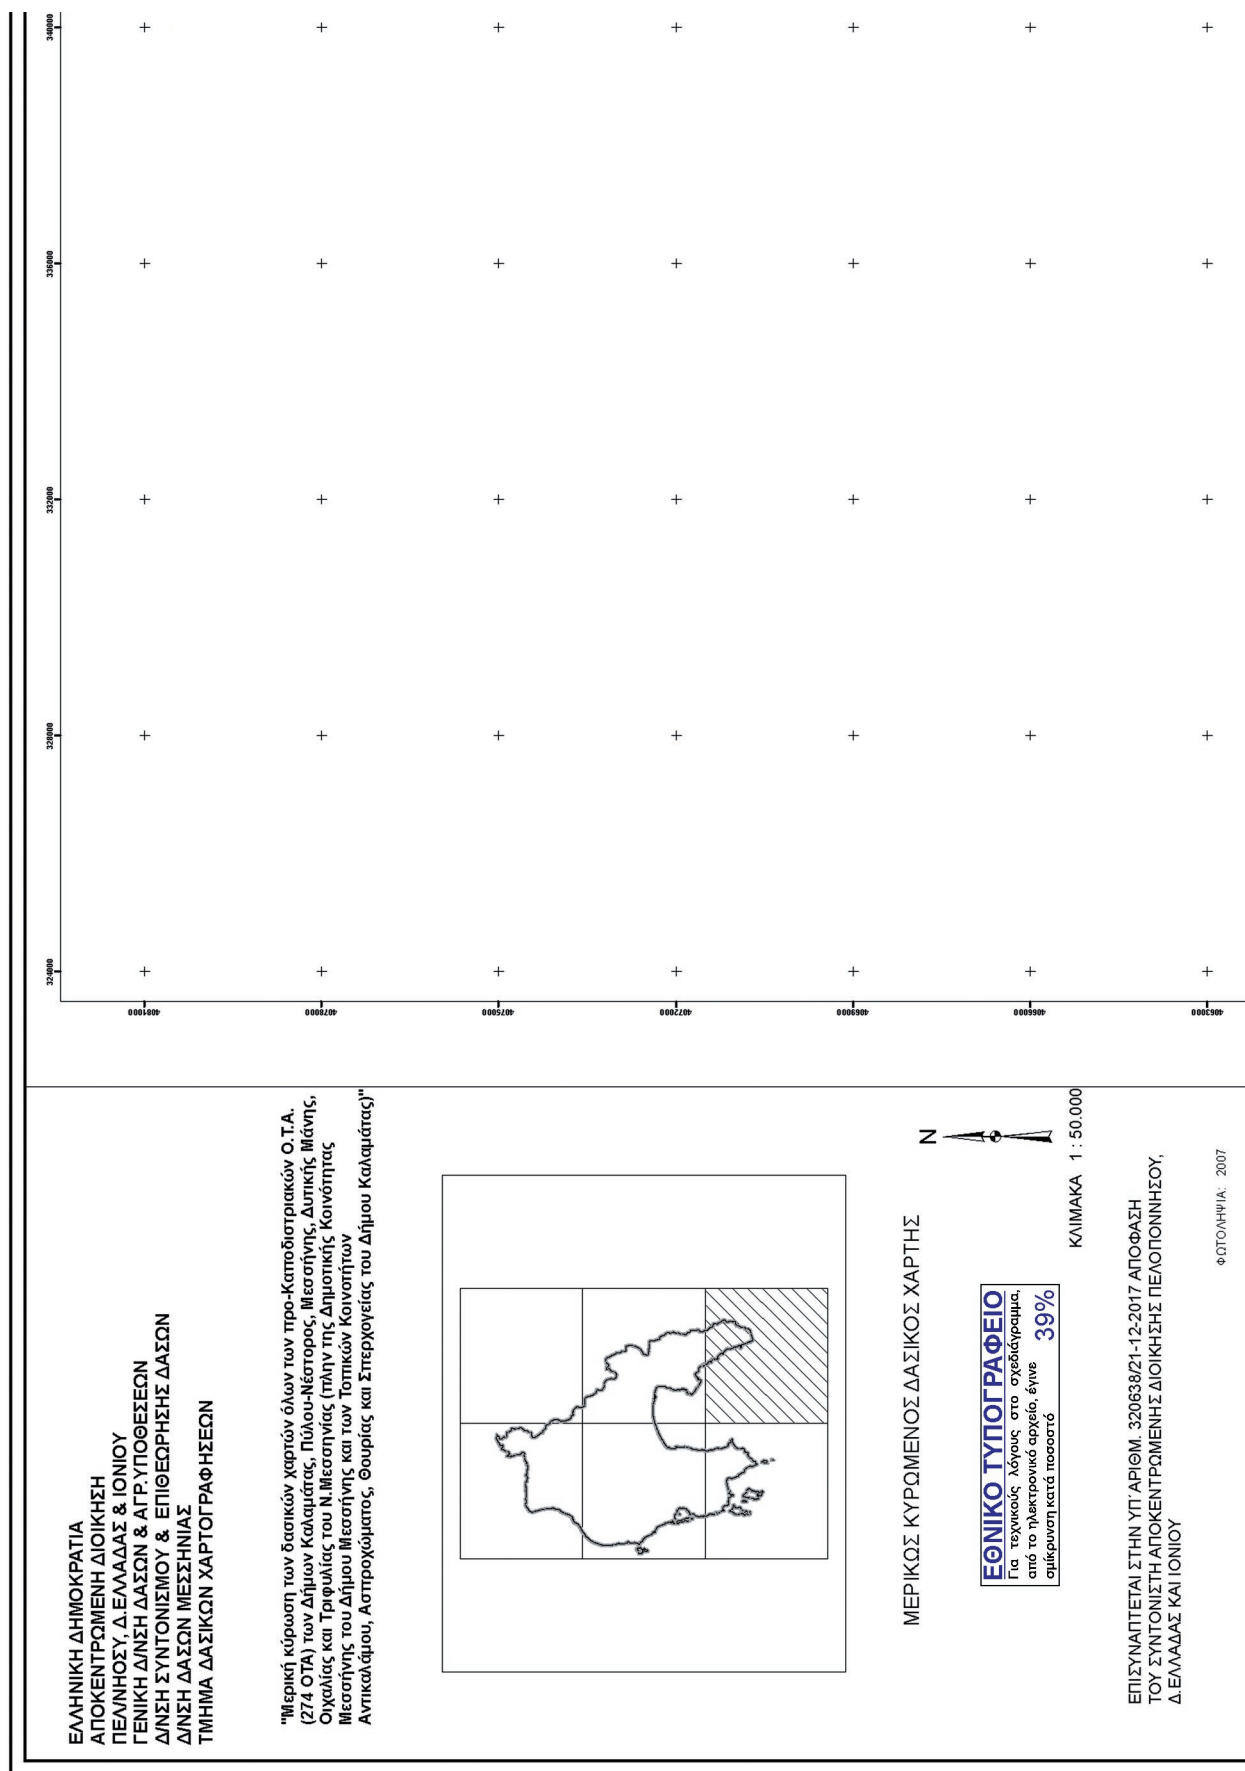 ΕΛΛΗΝΙΚΗ ΔΗΜΟΚΡΑΤΙΑ
ΑΠΟΚΕΝΤΡΩΜΕΝΗ ΔΙΟΙΚΗΣΗ
ΠΕΛ/ΝΗΟΣΥ, Δ.ΕΛΛΑΔΑΣ & ΙΟΝΙΟΥ
ΓΕΝΙΚΗ Δ/ΝΣΗ ΔΑΣΩΝ & ΑΓΡ.ΥΠΟΘΕΣΕΩΝ
Δ/ΝΣΗ ΣΥΝΤΟΝΙΣΜΟΥ & ΕΠΙΘΕΩΡΗΣΗΣ ΔΑΣΩΝ
Δ/ΝΣΗ ΔΑΣΩΝ ΜΕΣΣΗΝΙΑΣ
ΤΜΗΜΑ ΔΑΣΙΚΩΝ ΧΑΡΤΟΓΡΑΦΗΣΕΩΝ
"Μερική κύρωση των δασικών χαρτών όλων των προ-Καποδιστριακών Ο.Τ.Α.
(274 ΟΤΑ) των Δήμων Καλαμάτας, Πύλου-Νέστορος, Μεσσήνης, Δυτικής Μάνης,
Οιχαλίας και Τριφυλίας του Ν.Μεσσηνίας (πλην της Δημοτικής Κοινότητας
Μεσσήνης του Δήμου Μεσσήνης και των Τοπικών Κοινοτήτων
Αντικαλάμου, Ασπροχώματος, Θουρίας και Σπερχογείας του Δήμου Καλαμάτας)"
ΜΕΡΙΚΩΣ ΚΥΡΩΜΕΝΟΣ ΔΑΣΙΚΟΣ ΧΑΡΤΗΣ
N
ΕΘΝΙΚΟ ΤΥΠΟΓΡΑΦΕΙΟ
Για τεχνικούς λόγους στο σχεδιάγραμμα,
από το ηλεκτρονικό αρχείο, έγινε
σμίκρυνση κατά ποσοστό 39%
ΚΛΙΜΑΚΑ 1 : 50.000
ΕΠΙΣΥΝΑΠΤΕΤΑΙ ΣΤΗΝ ΥΠ΄ΑΡΙΘΜ. 320638/21-12-2017 ΑΠΟΦΑΣΗ
ΤΟΥ ΣΥΝΤΟΝΙΣΤΗ ΑΠΟΚΕΝΤΡΩΜΕΝΗΣ ΔΙΟΙΚΗΣΗΣ ΠΕΛΟΠΟΝΝΗΣΟΥ,
Δ.ΕΛΛΑΔΑΣ ΚΑΙ ΙΟΝΙΟΥ
ΦΩΤΟΛΗΨΙΑ: 2007
324000
328000
332000
336000
340000
4081000
4078000
4075000
4072000
4069000
4066000
4063000